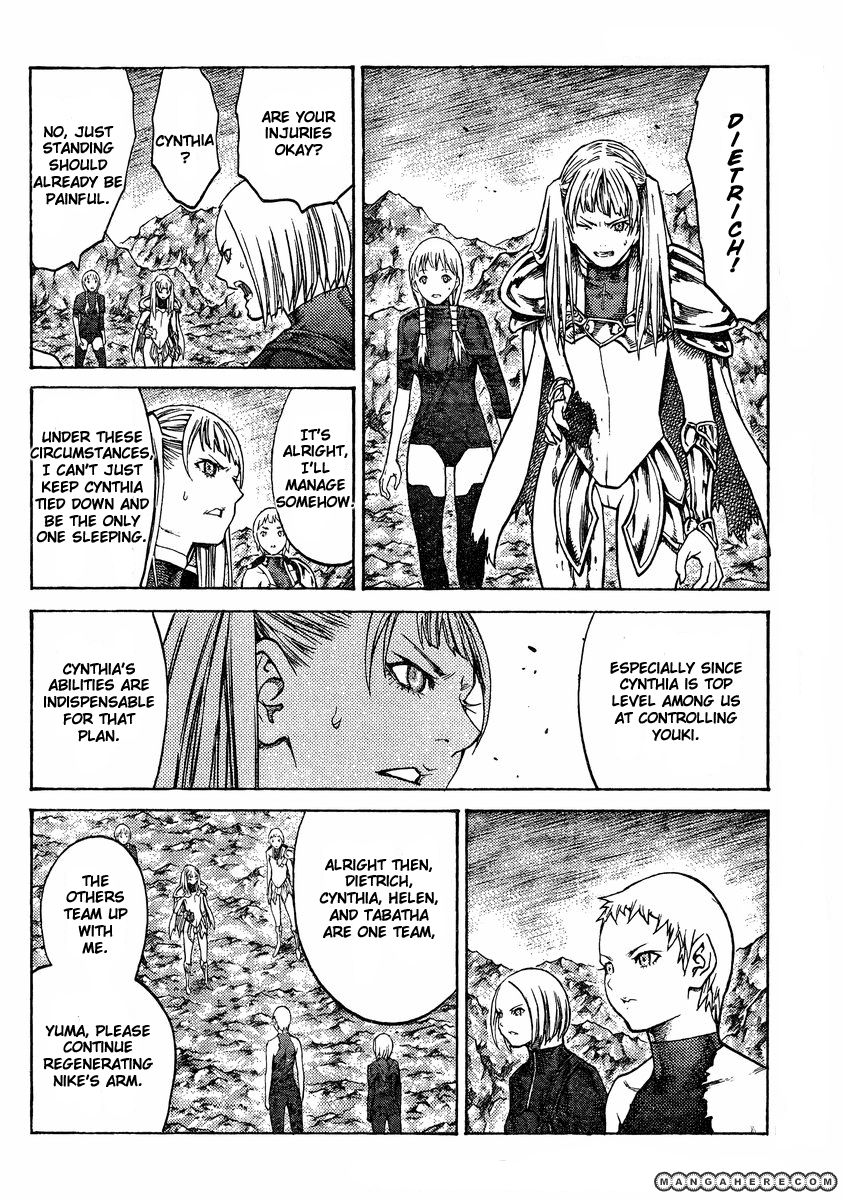 DIETRICH!
ARE YOUR
INJURIES
OKAY?
CYNTHIA
?
NO, JUST
STANDING
SHOULD
ALREADY BE
PAINFUL.
IT'S
ALRIGHT,
I'LL
MANAGE
SOMEHOW.
UNDER THESE
CIRCUMSTANCES,
I CAN'T JUST
KEEP CYNTHIA
TIED DOWN AND
BE THE ONLY
ONE SLEEPING.
ESPECIALLY SINCE
CYNTHIA IS TOP
LEVEL AMONG US
AT CONTROLLING
YOUKI.
CYNTHIA'S
ABILITIES ARE
INDISPENSABLE
FOR THAT
PLAN.
ALRIGHT THEN,
DIETRICH,
CYNTHIA, HELEN,
AND TABATHA
ARE ONE TEAM,
THE
OTHERS
TEAM UP
WITH
ME.
YUMA, PLEASE
CONTINUE
REGENERATING
NIKE'S ARM.
MANGAHERE.COM